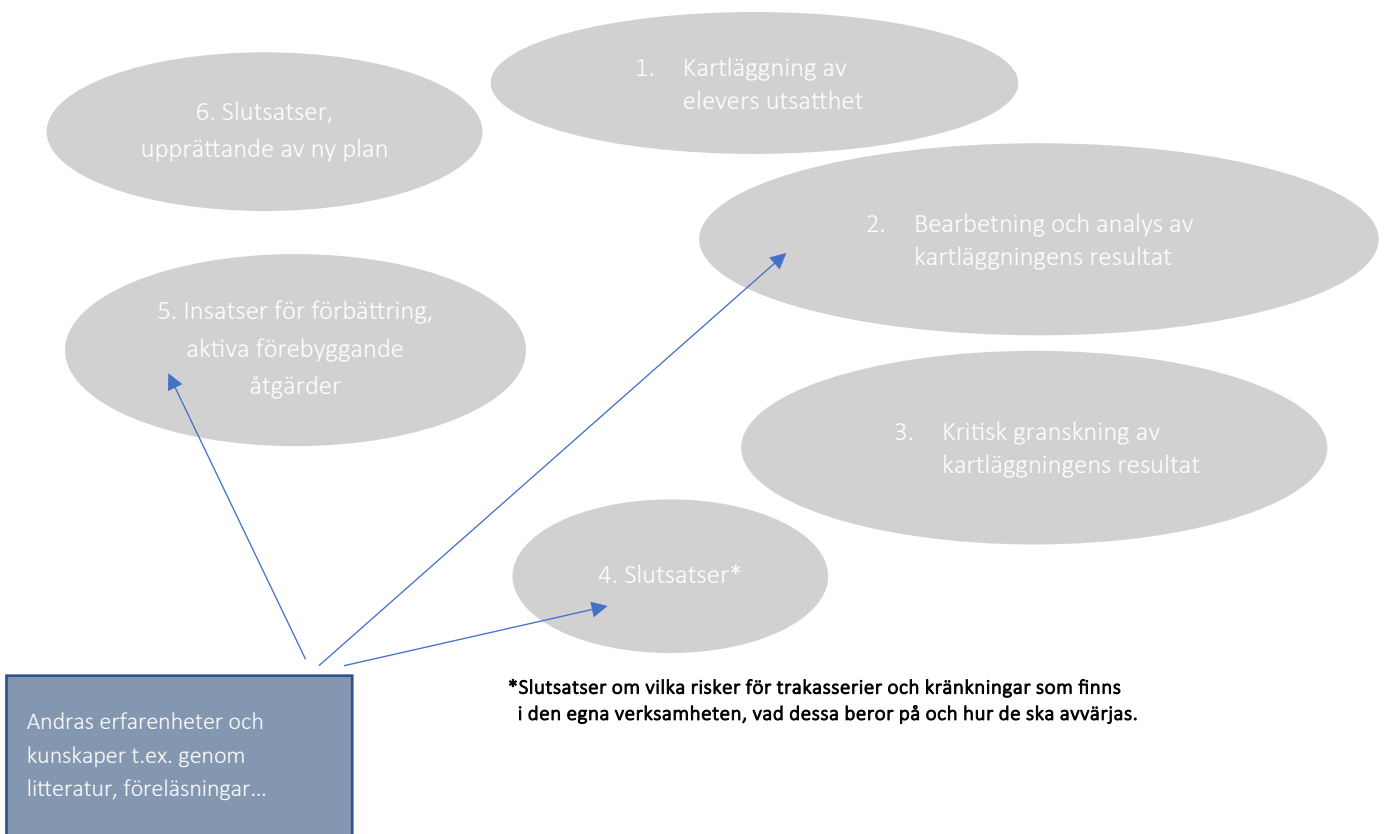 1. Kartläggning av
elevers utsatthet
2. Bearbetning och analys av
kartläggningens resultat
3. Kritisk granskning av
kartläggningens resultat
4. Slutsatser*
5. Insatser för förbättring,
aktiva förebyggande
åtgärder
6. Slutsatser,
upprättande av ny plan
*Slutsatser om vilka risker för trakasserier och kränkningar som finns
i den egna verksamheten, vad dessa beror på och hur de ska avvärjas.
Andras erfarenheter och
kunskaper t.ex. genom
litteratur, föreläsningar…